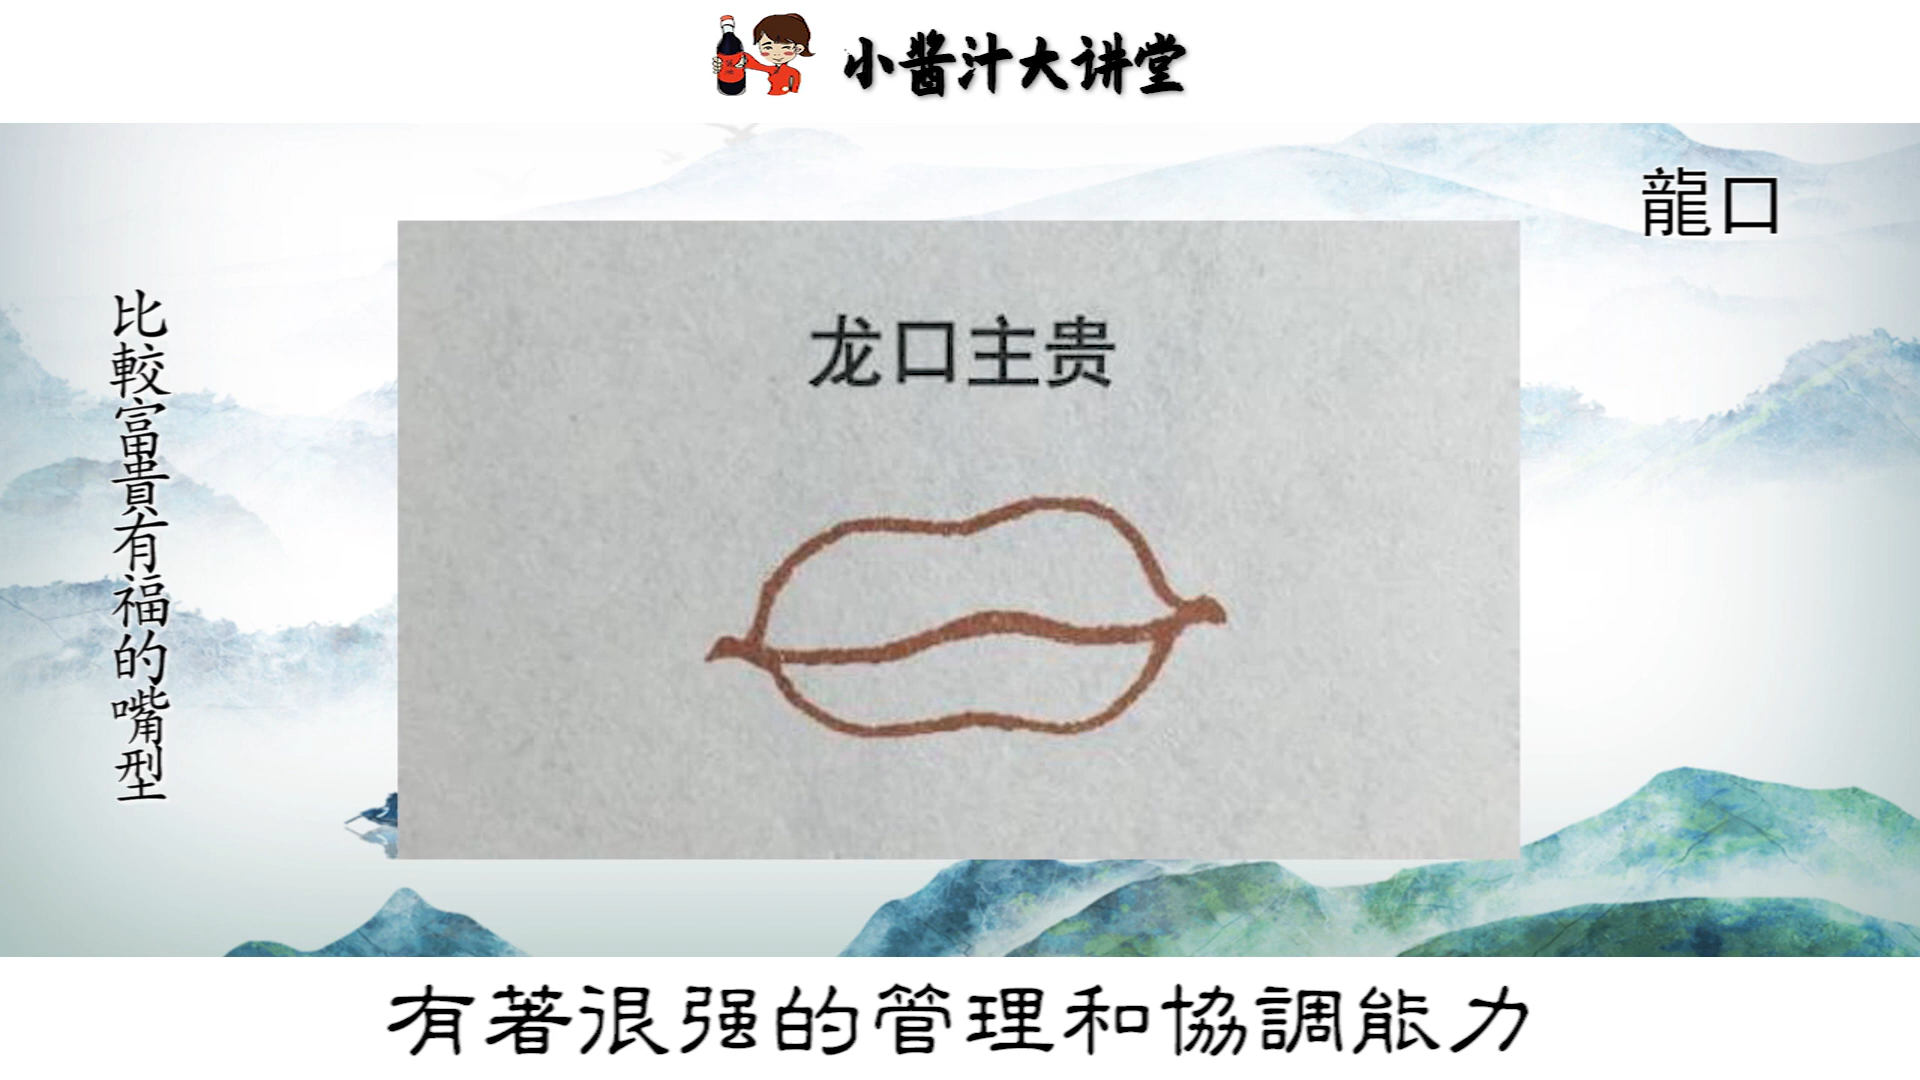 小酱汁大讲堂
龍口
比較富貴有福的嘴型
龙口主贵
有著很强的管理和協調能力